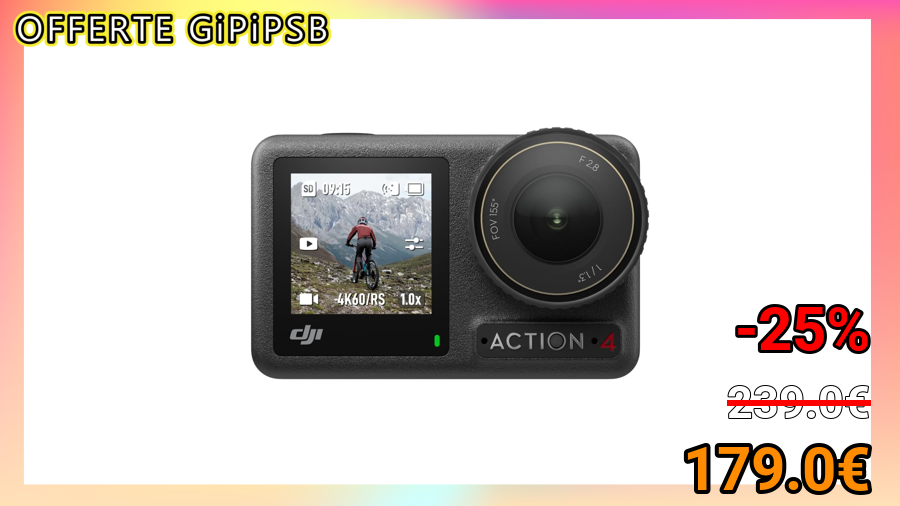 OFFERTE GiPiPSB
SD 09:15
F 2.8
FOV 155°
1/1.3"
4K60/RS 1.0x
dji
ACTION 4
-25%
239.0€
179.0€